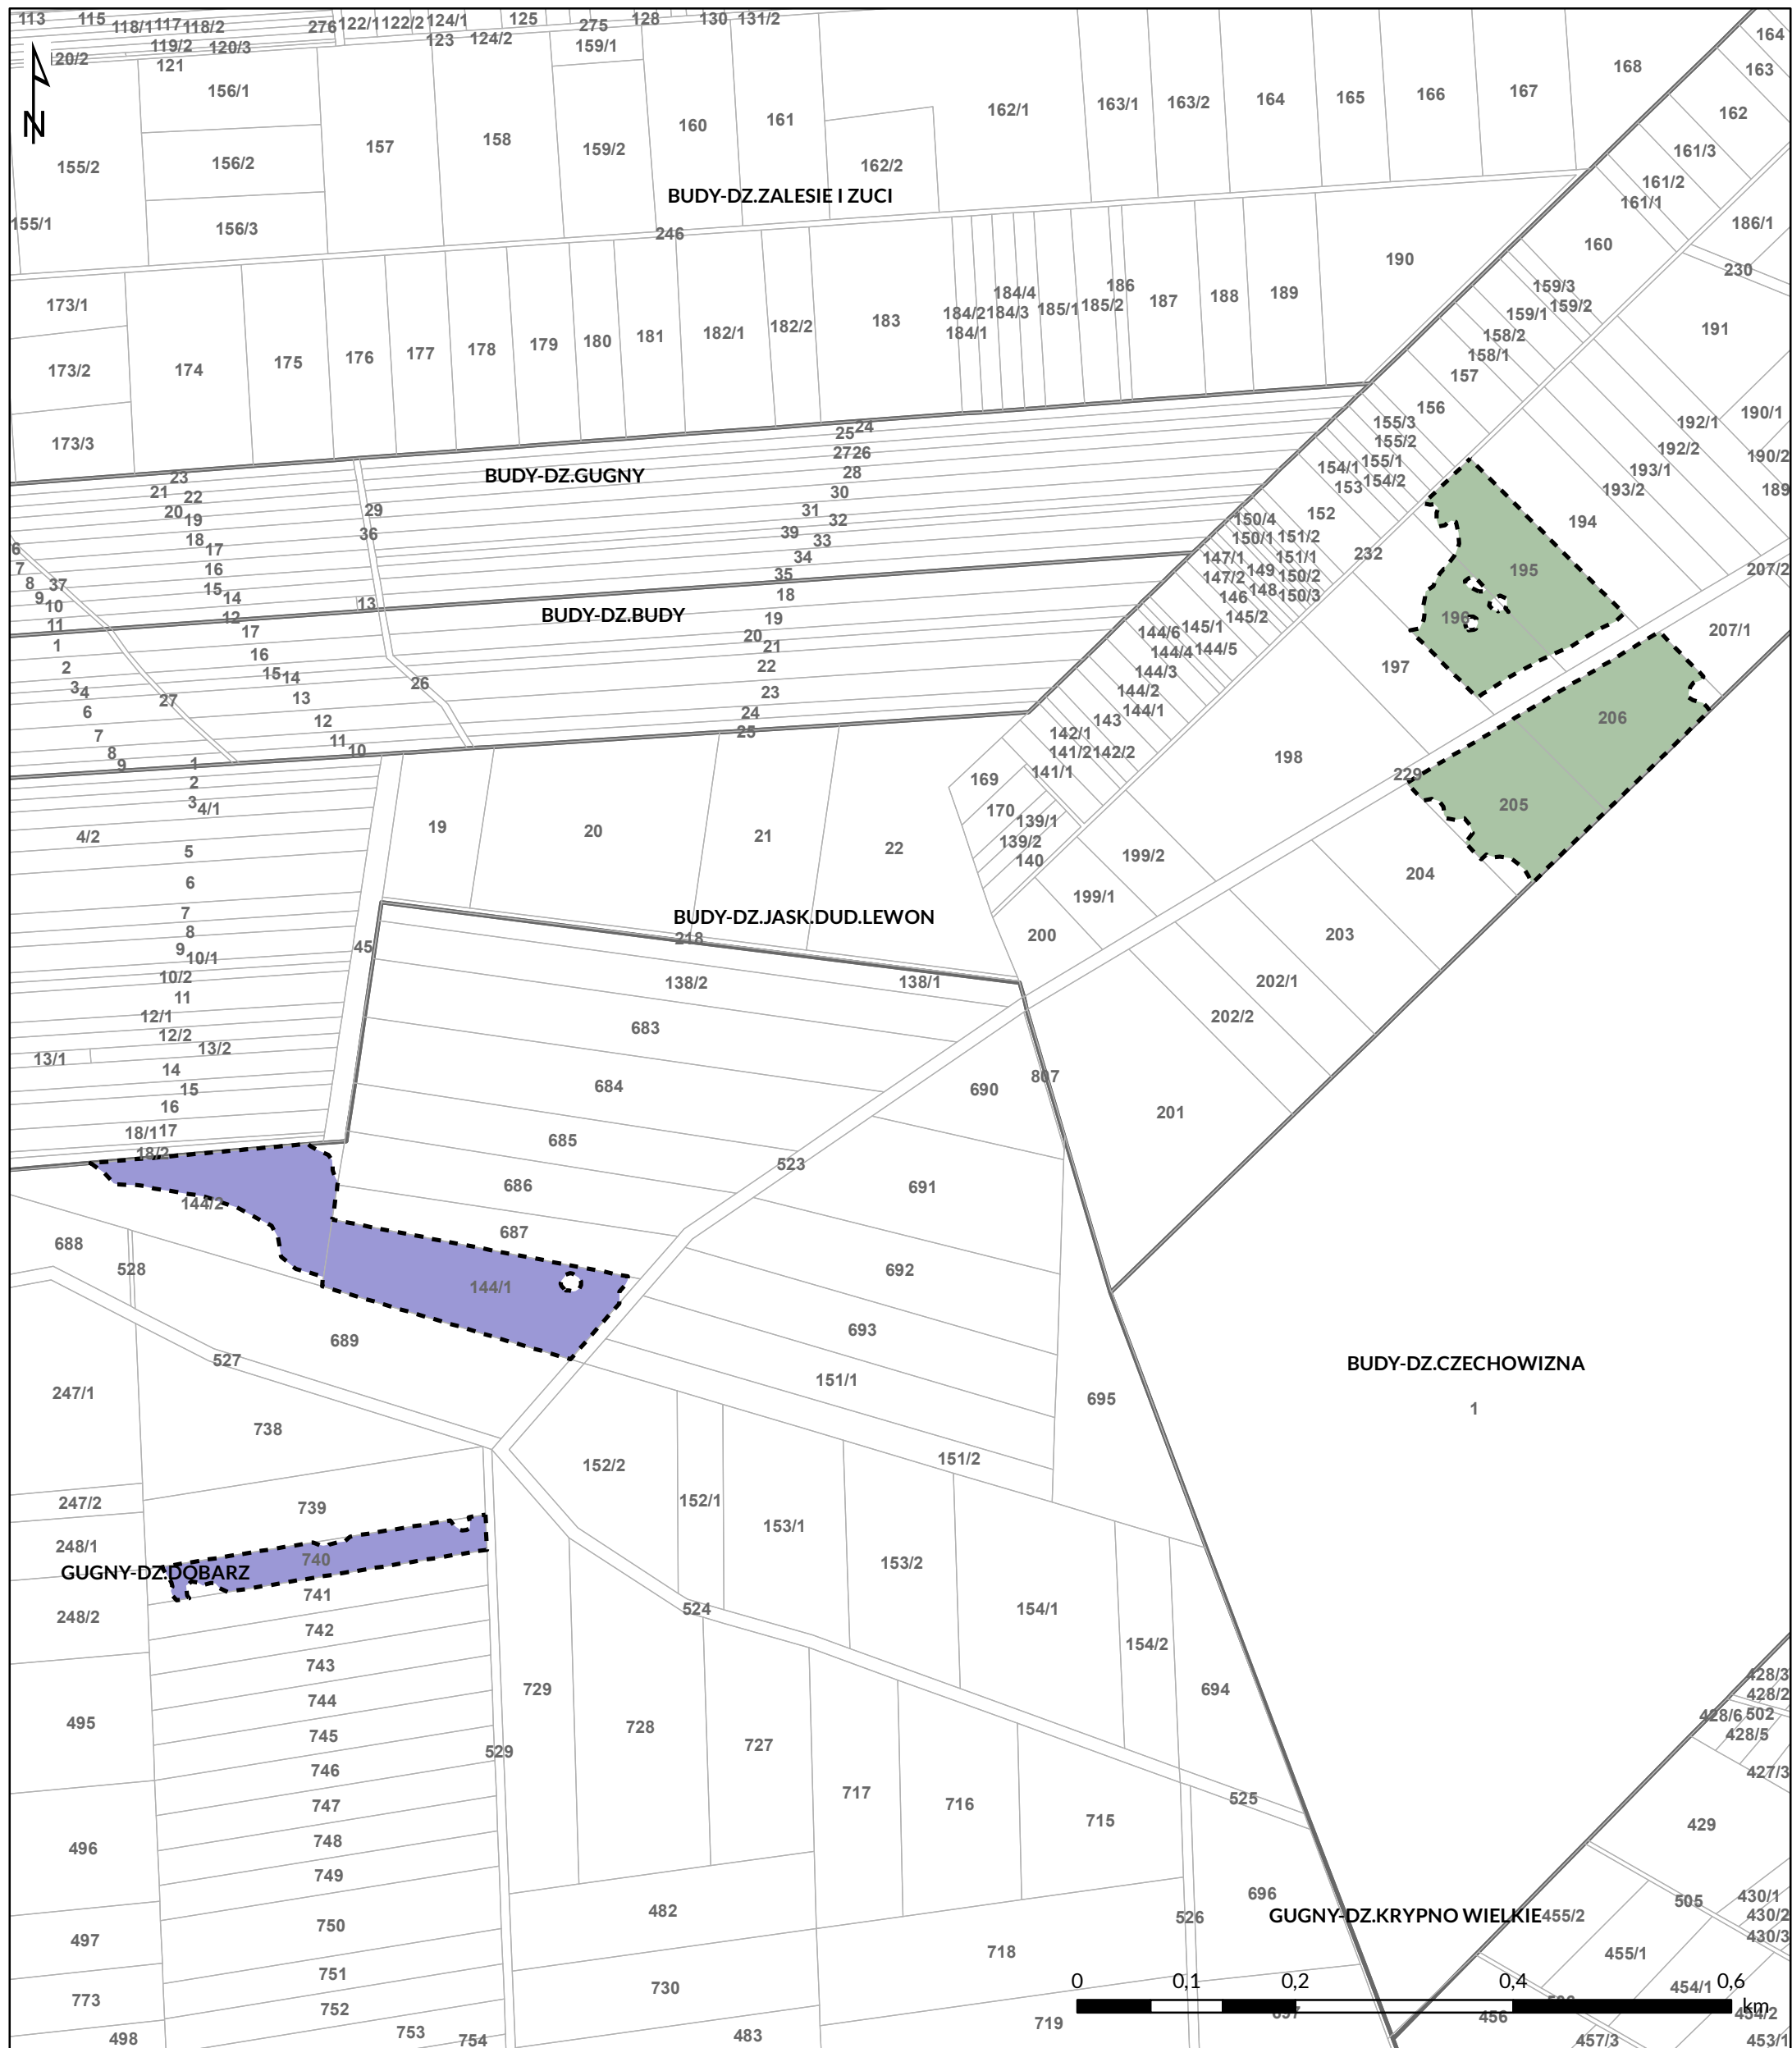 113 115 118/1 117 118/2 276 122/1 122/2 124/1 125 275 128 130 131/2
119/2 120/3 123 124/2 159/1 164
20/2 121 163
156/1 168
N 157 158 159/2 160 161 162/1 163/1 163/2 164 165 166 167 162
155/2 156/2 162/2 161/3
BUDY-DZ.ZALESIE I ZUCI 161/2
155/1 156/3 161/1 186/1
246 160
190 230
173/1 184/4 186 159/3
184/2 184/3 185/1 185/2 187 188 189 159/2
173/2 174 175 176 177 178 179 180 181 182/1 182/2 183 184/1 159/1 191
158/2
158/1
157
173/3 25 24 156 155/3 192/1 190/1
27 26 155/2 192/2 190/2
23 BUDY-DZ.GUGNY 28 154/1 155/1 193/1
21 22 30 153 154/2 193/2 189
20 19 29 31 32 150/4 152 194
18 17 36 39 33 150/1 151/2
6 16 34 147/1 151/1 232
7 8 37 15 14 35 147/2 149 150/2 195 207/2
9 10 13 18 146 148 150/3
11 12 BUDY-DZ.BUDY 19 145/2 196
1 17 20 21 144/6 145/1 207/1
2 16 22 144/4 144/5 197
3 4 15 14 26 23 144/3
6 27 13 24 144/2 144/1 206
7 12 25 143
8 11 10 142/1
9 1 141/2 142/2 198
2 141/1 229
3 4/1 169
4/2 19 20 21 22 170 139/1 205
5 139/2 199/2
6 140 204
7 BUDY-DZ.JASK.DUD.LEWON 199/1
8 45 218 200 203
9 10/1 138/2 138/1 202/1
10/2
11 683 202/2
12/1
12/2
13/1 13/2
14 684 690 807 201
15
16
18/1 17 685
18/2 523
144/2 686 691
688 687
528 144/1 692
689 693
527 BUDY-DZ.CZECHOWIZNA
247/1 151/1 695 1
738 152/2 151/2
247/2 739 152/1 153/1
248/1 740 153/2
GUGNY-DZ.DOBARZ
248/2 741 524 154/1
742 154/2
743 428/3
744 729 694 428/2
495 745 728 428/6 502
746 529 727 428/5
747 717 716 715 525 427/3
496 748 429
749
750 482 696 505 430/1
497 526 GUGNY-DZ.KRYPNO WIELKIE 455/2 430/2
718 430/3
751 455/1
773 752 730 0 0,1 0,2 0,4 0,6
454/1
km
498 753 754 483 719 697 456 454/2
457/3 453/1